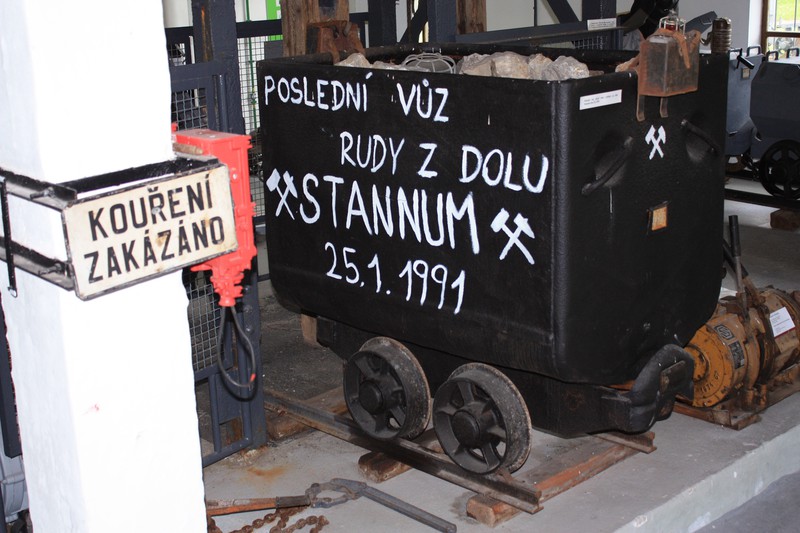 KOUŘENÍ
ZAKÁZÁNO
POSLEDNÍ VŮZ
RUDY Z DOLU
STANNUM
25.1.1991